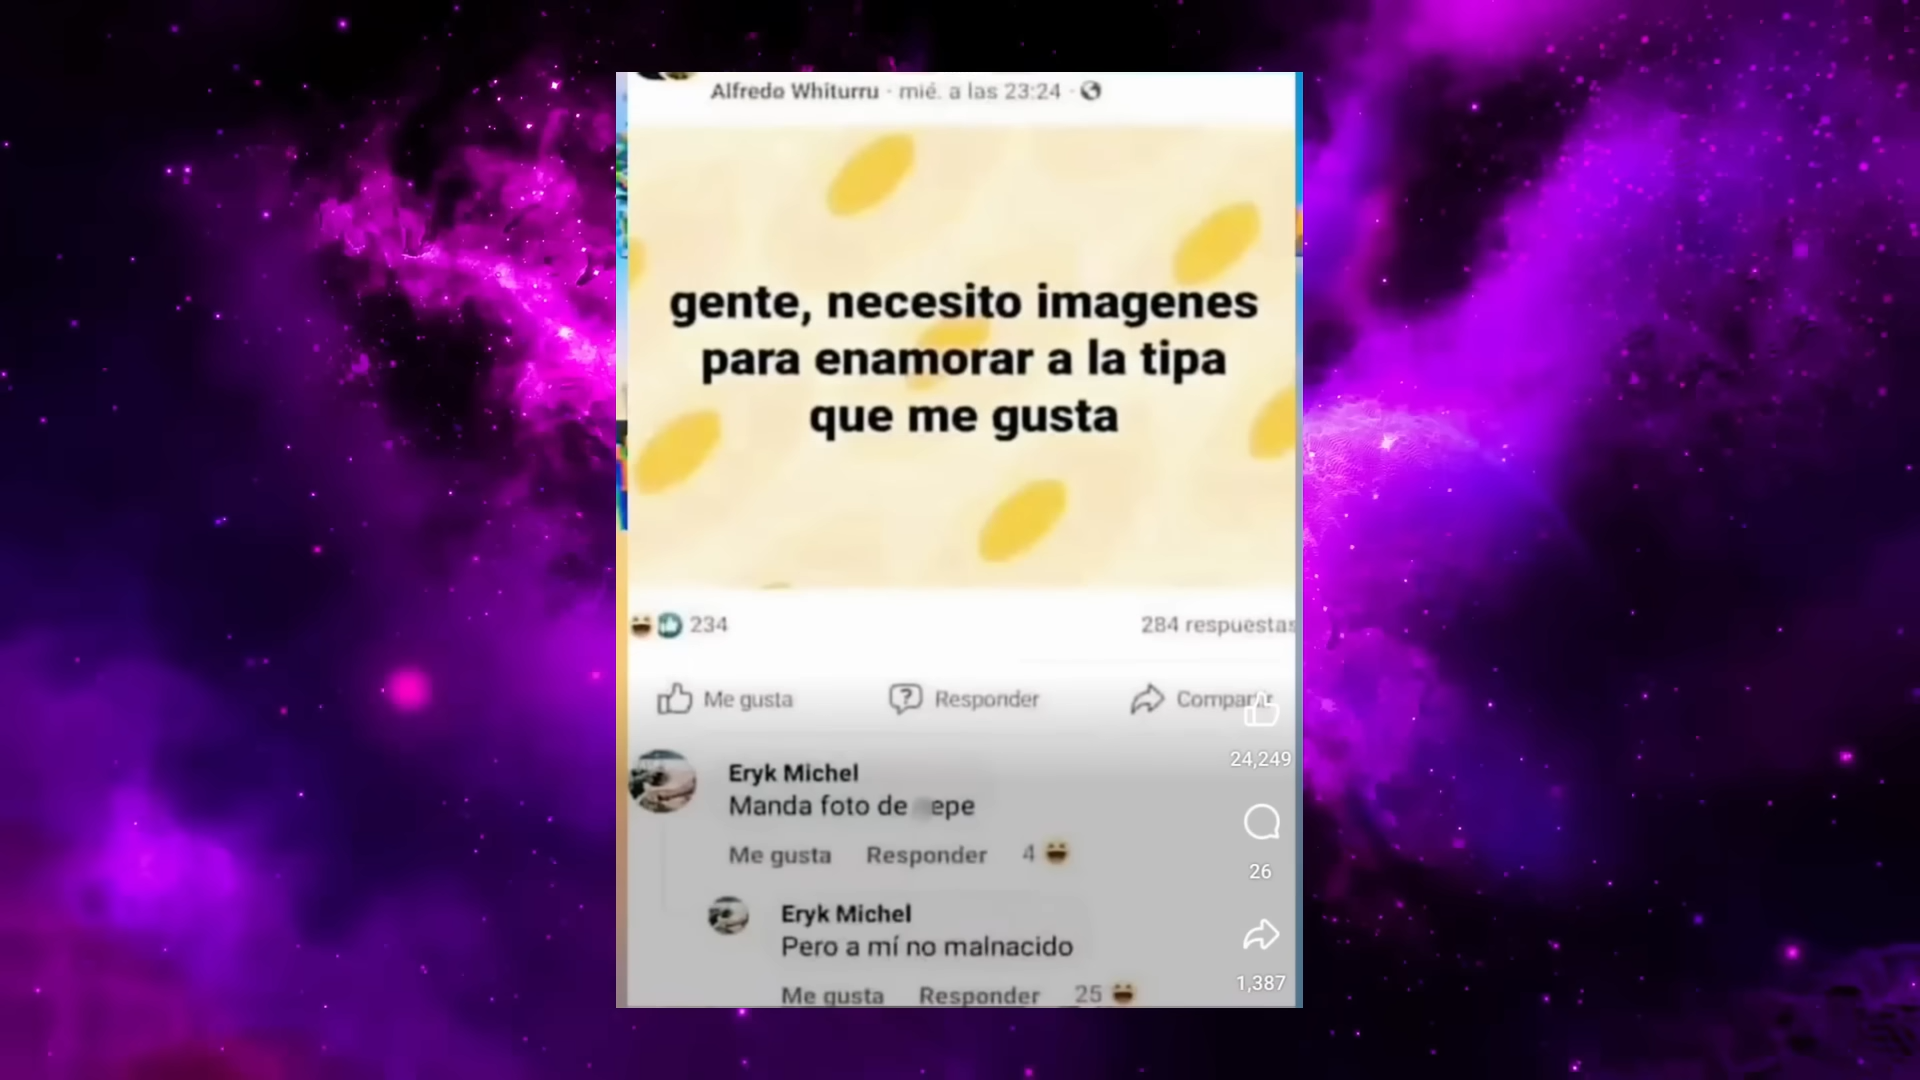 Alfredo Whiturru · mié. a las 23:24 ·
gente, necesito imagenes
para enamorar a la tipa
que me gusta
234
284 respuestas
Me gusta
Responder
Compartir
24,249
Eryk Michel
Manda foto de epe
Me gusta Responder 4
26
Eryk Michel
Pero a mí no malnacido
Me gusta Responder 25
1,387